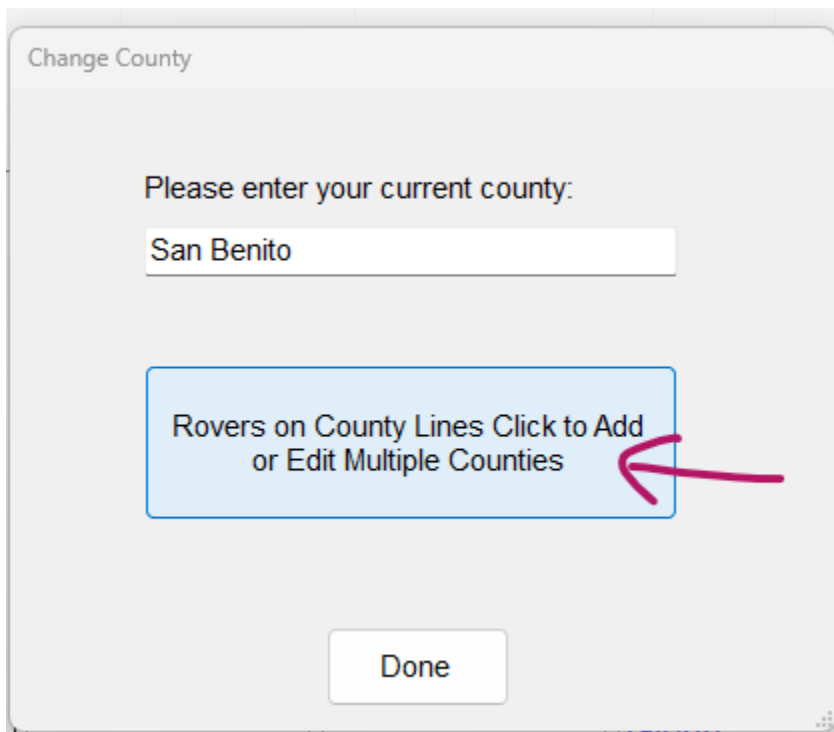 Change County
Please enter your current county:
San Benito
Rovers on County Lines Click to Add
or Edit Multiple Counties
Done